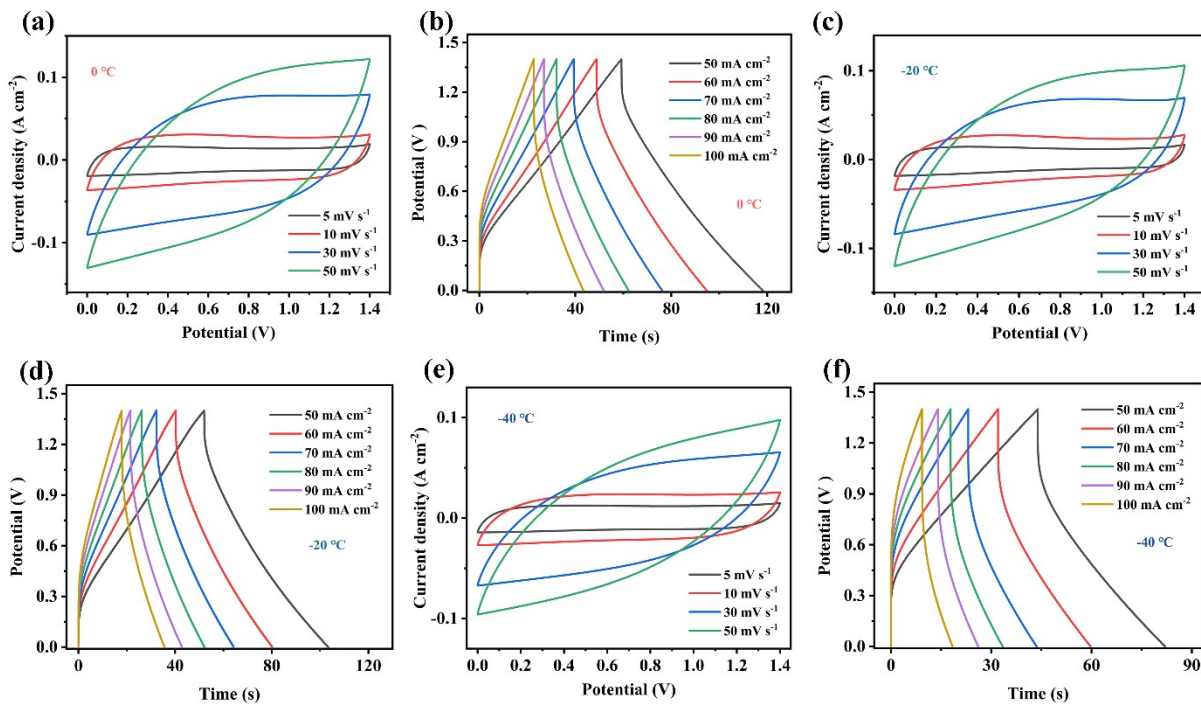 (a)
Current density (A cm-2)
0.1
0.0
-0.1
0 °C
5 mV s-1
10 mV s-1
30 mV s-1
50 mV s-1
0.0 0.2 0.4 0.6 0.8 1.0 1.2 1.4
Potential (V)
(b)
Potential (V)
1.5
1.2
0.9
0.6
0.3
0.0
50 mA cm-2
60 mA cm-2
70 mA cm-2
80 mA cm-2
90 mA cm-2
100 mA cm-2
0 °C
0 40 80 120
Time (s)
(c)
Current density (A cm-2)
0.1
0.0
-0.1
-20 °C
5 mV s-1
10 mV s-1
30 mV s-1
50 mV s-1
0.0 0.2 0.4 0.6 0.8 1.0 1.2 1.4
Potential (V)
(d)
Potential (V)
1.5
1.2
0.9
0.6
0.3
0.0
50 mA cm-2
60 mA cm-2
70 mA cm-2
80 mA cm-2
90 mA cm-2
100 mA cm-2
-20 °C
0 40 80 120
Time (s)
(e)
Current density (A cm-2)
0.1
0.0
-0.1
-40 °C
5 mV s-1
10 mV s-1
30 mV s-1
50 mV s-1
0.0 0.2 0.4 0.6 0.8 1.0 1.2 1.4
Potential (V)
(f)
Potential (V)
1.5
1.2
0.9
0.6
0.3
0.0
50 mA cm-2
60 mA cm-2
70 mA cm-2
80 mA cm-2
90 mA cm-2
100 mA cm-2
-40 °C
0 30 60 90
Time (s)